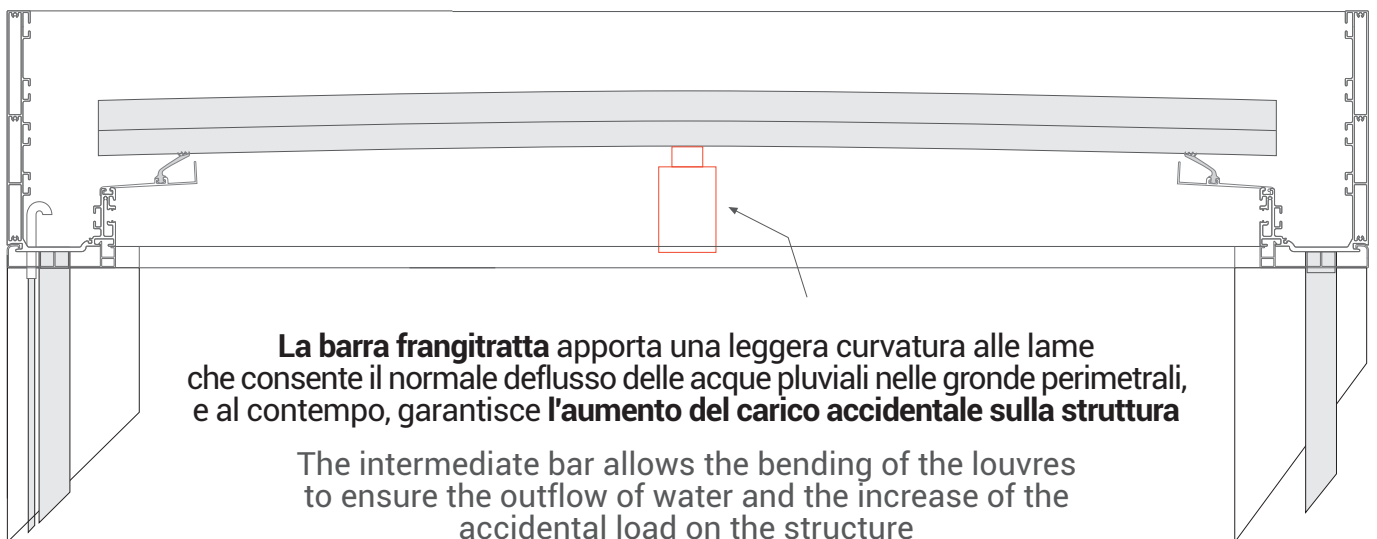 La barra frangitratta apporta una leggera curvatura alle lame
che consente il normale deflusso delle acque pluviali nelle gronde perimetrali,
e al contempo, garantisce l'aumento del carico accidentale sulla struttura
The intermediate bar allows the bending of the louvres
to ensure the outflow of water and the increase of the
accidental load on the structure